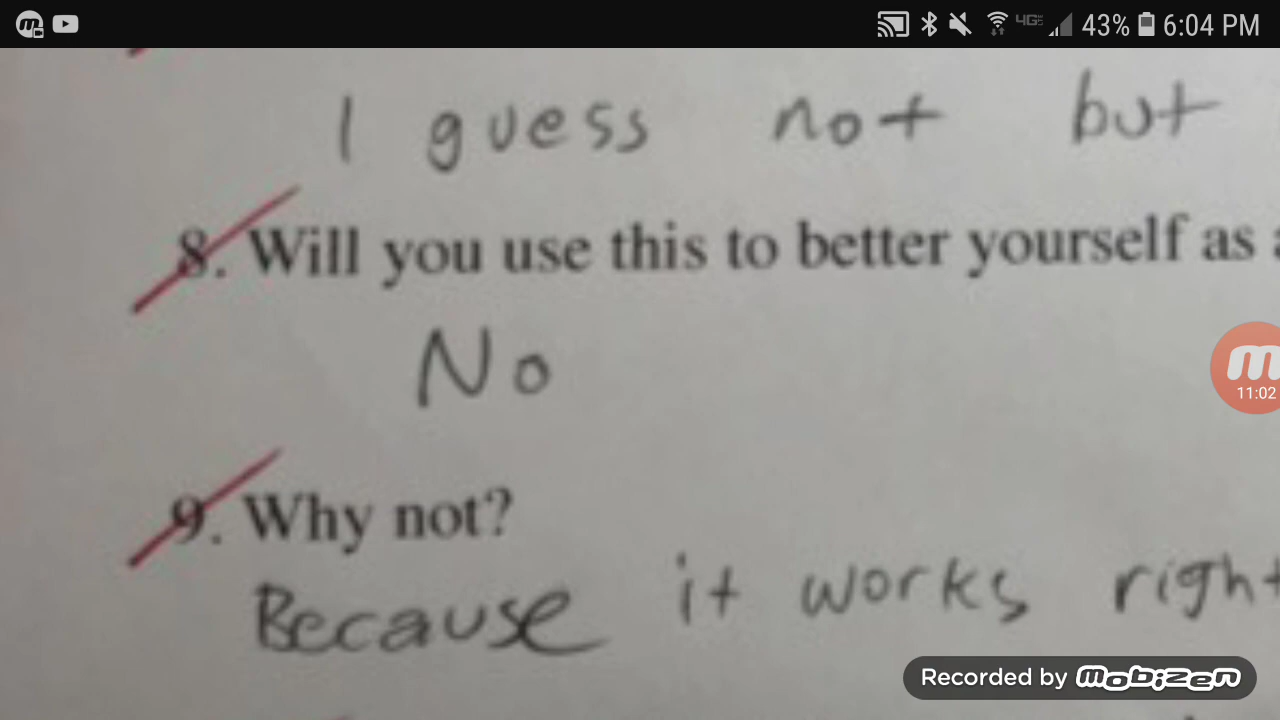 43% 6:04 PM
I guess not but
8. Will you use this to better yourself as
No
11:02
9. Why not?
Because it works right
Recorded by mobizen